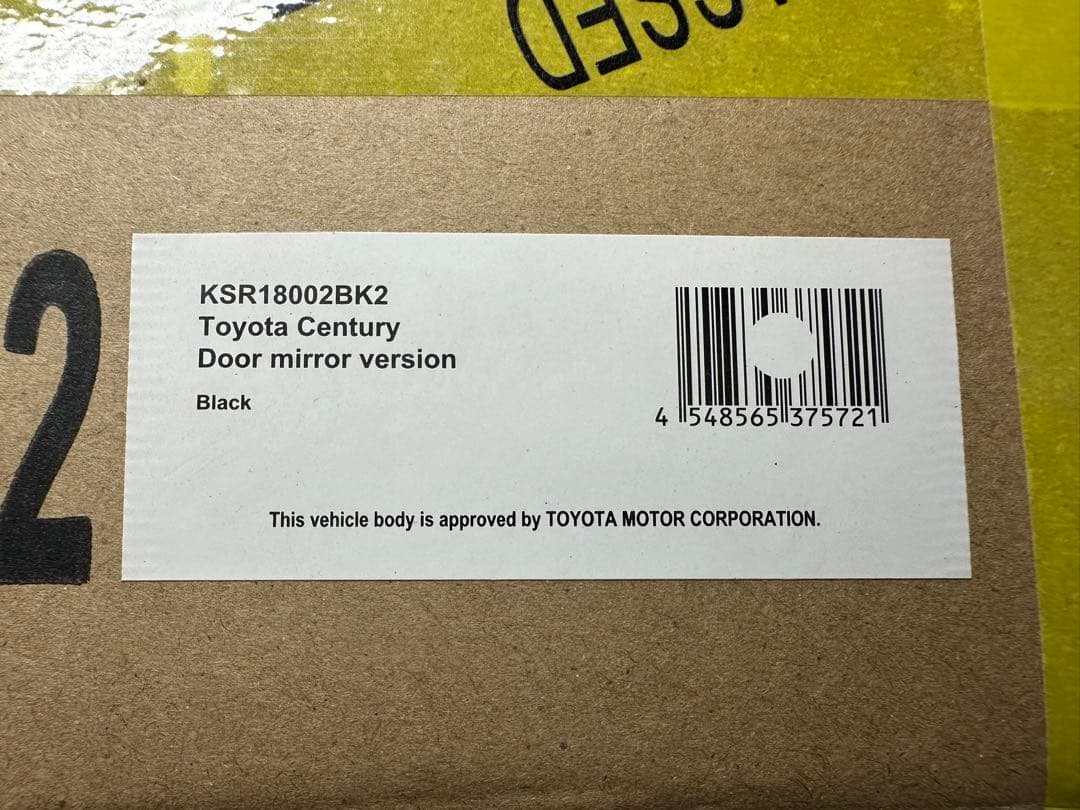 2
KSR18002BK2
Toyota Century
Door mirror version
Black
4 548565 375721
This vehicle body is approved by TOYOTA MOTOR CORPORATION.